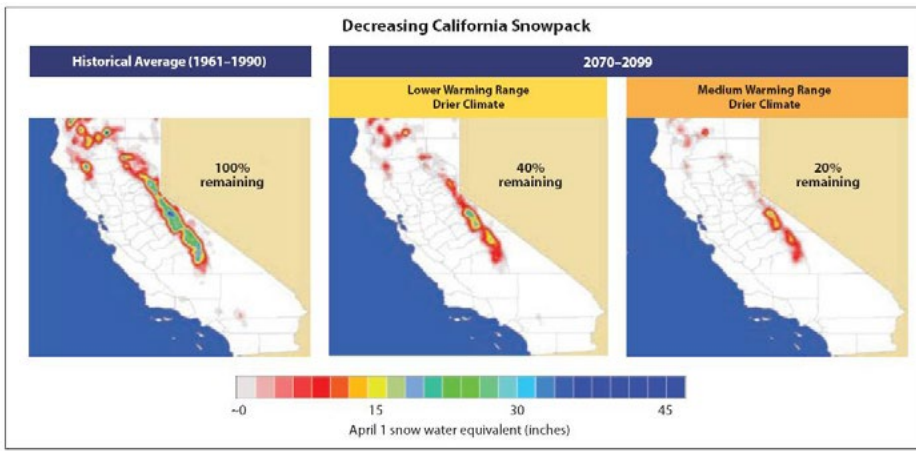 Decreasing California Snowpack
Historical Average (1961–1990)
2070–2099
Lower Warming Range
Drier Climate
Medium Warming Range
Drier Climate
100%
remaining
40%
remaining
20%
remaining
~0
15
30
45
April 1 snow water equivalent (inches)